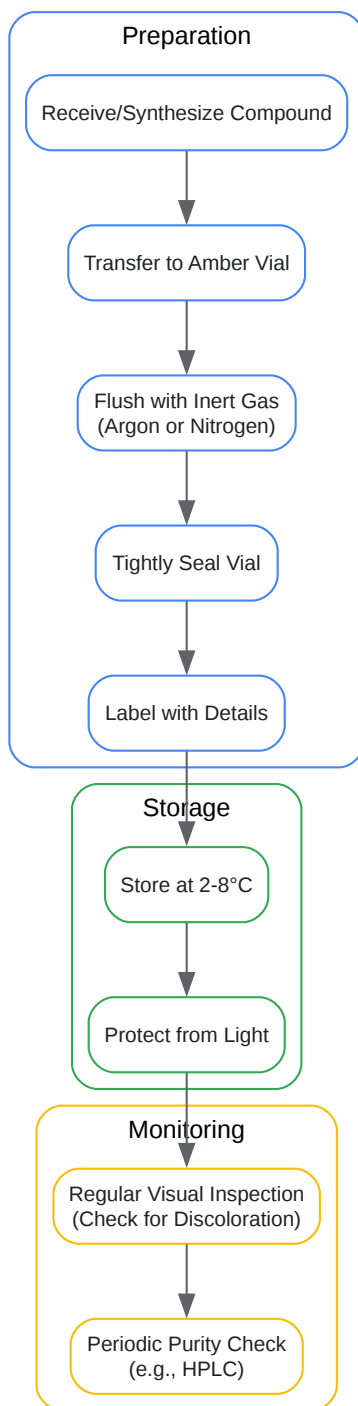 Preparation
Receive/Synthesize Compound
Transfer to Amber Vial
Flush with Inert Gas
(Argon or Nitrogen)
Tightly Seal Vial
Label with Details
Storage
Store at 2-8°C
Protect from Light
Monitoring
Regular Visual Inspection
(Check for Discoloration)
Periodic Purity Check
(e.g., HPLC)